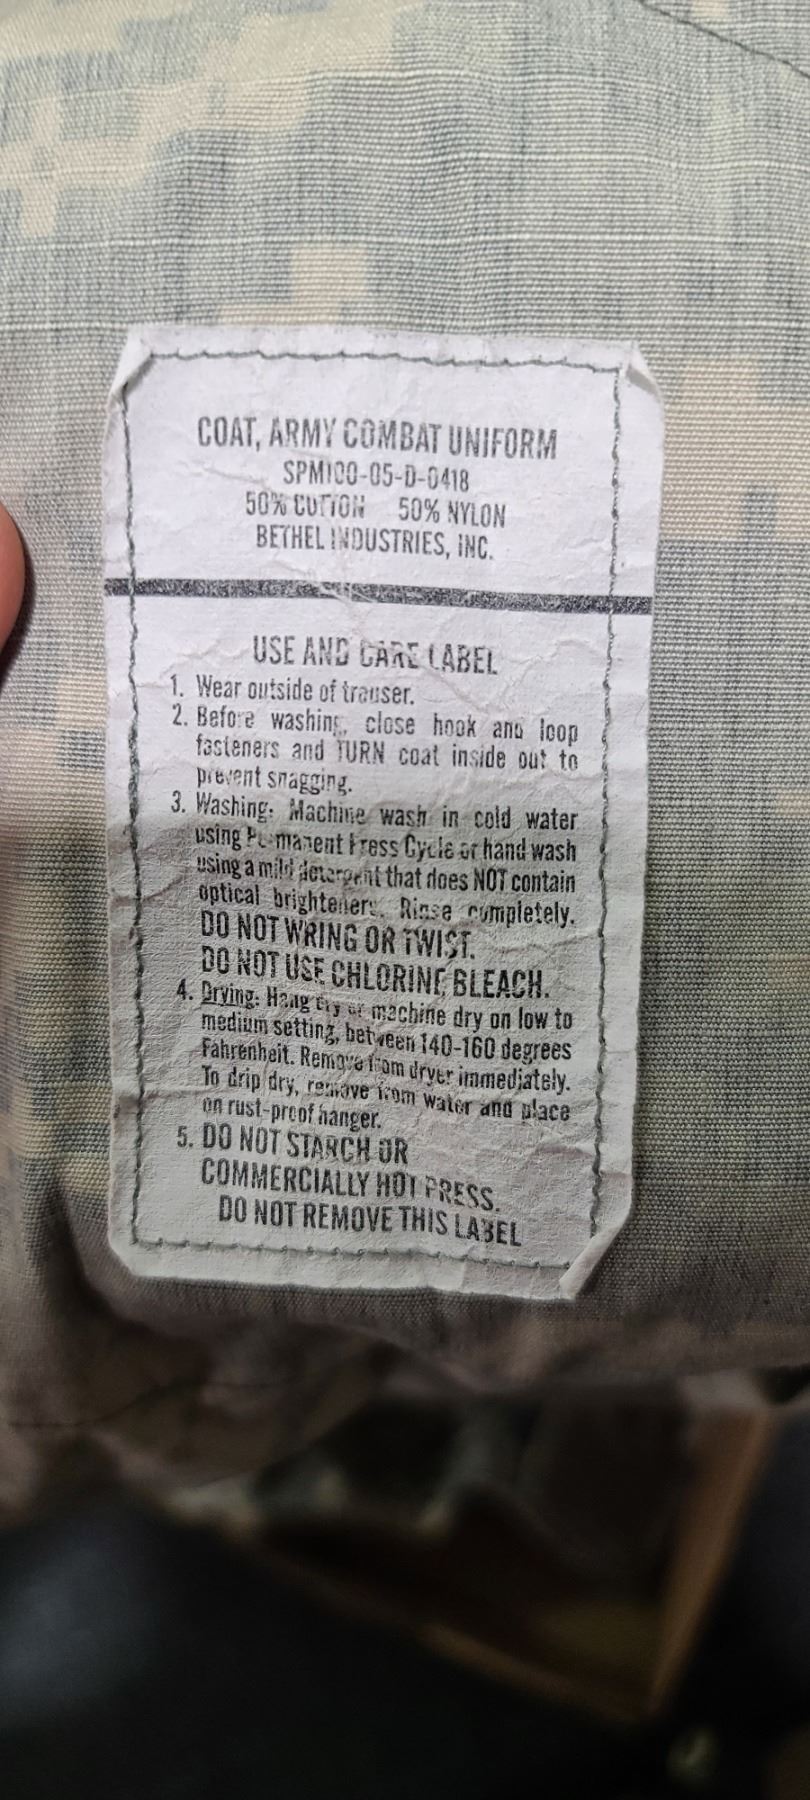 COAT, ARMY COMBAT UNIFORM
SPM1C0-05-D-0418
50% COTTON 50% NYLON
BETHEL INDUSTRIES, INC.
USE AND CARE LABEL
1. Wear outside of trouser.
2. Before washing, close hook and loop
fasteners and TURN coat inside out to
prevent snagging.
3. Washing: Machine wash in cold water
using Permanent Press Cycle or hand wash
using a mild detergent that does NOT contain
optical brighteners. Rinse completely.
DO NOT WRING OR TWIST.
DO NOT USE CHLORINE BLEACH.
4. Drying: Hang dry or machine dry on low to
medium setting, between 140-160 degrees
Fahrenheit. Remove from dryer immediately.
To drip dry, remove from water and place
on rust-proof hanger.
5. DO NOT STARCH OR
COMMERCIALLY HOT PRESS.
DO NOT REMOVE THIS LABEL